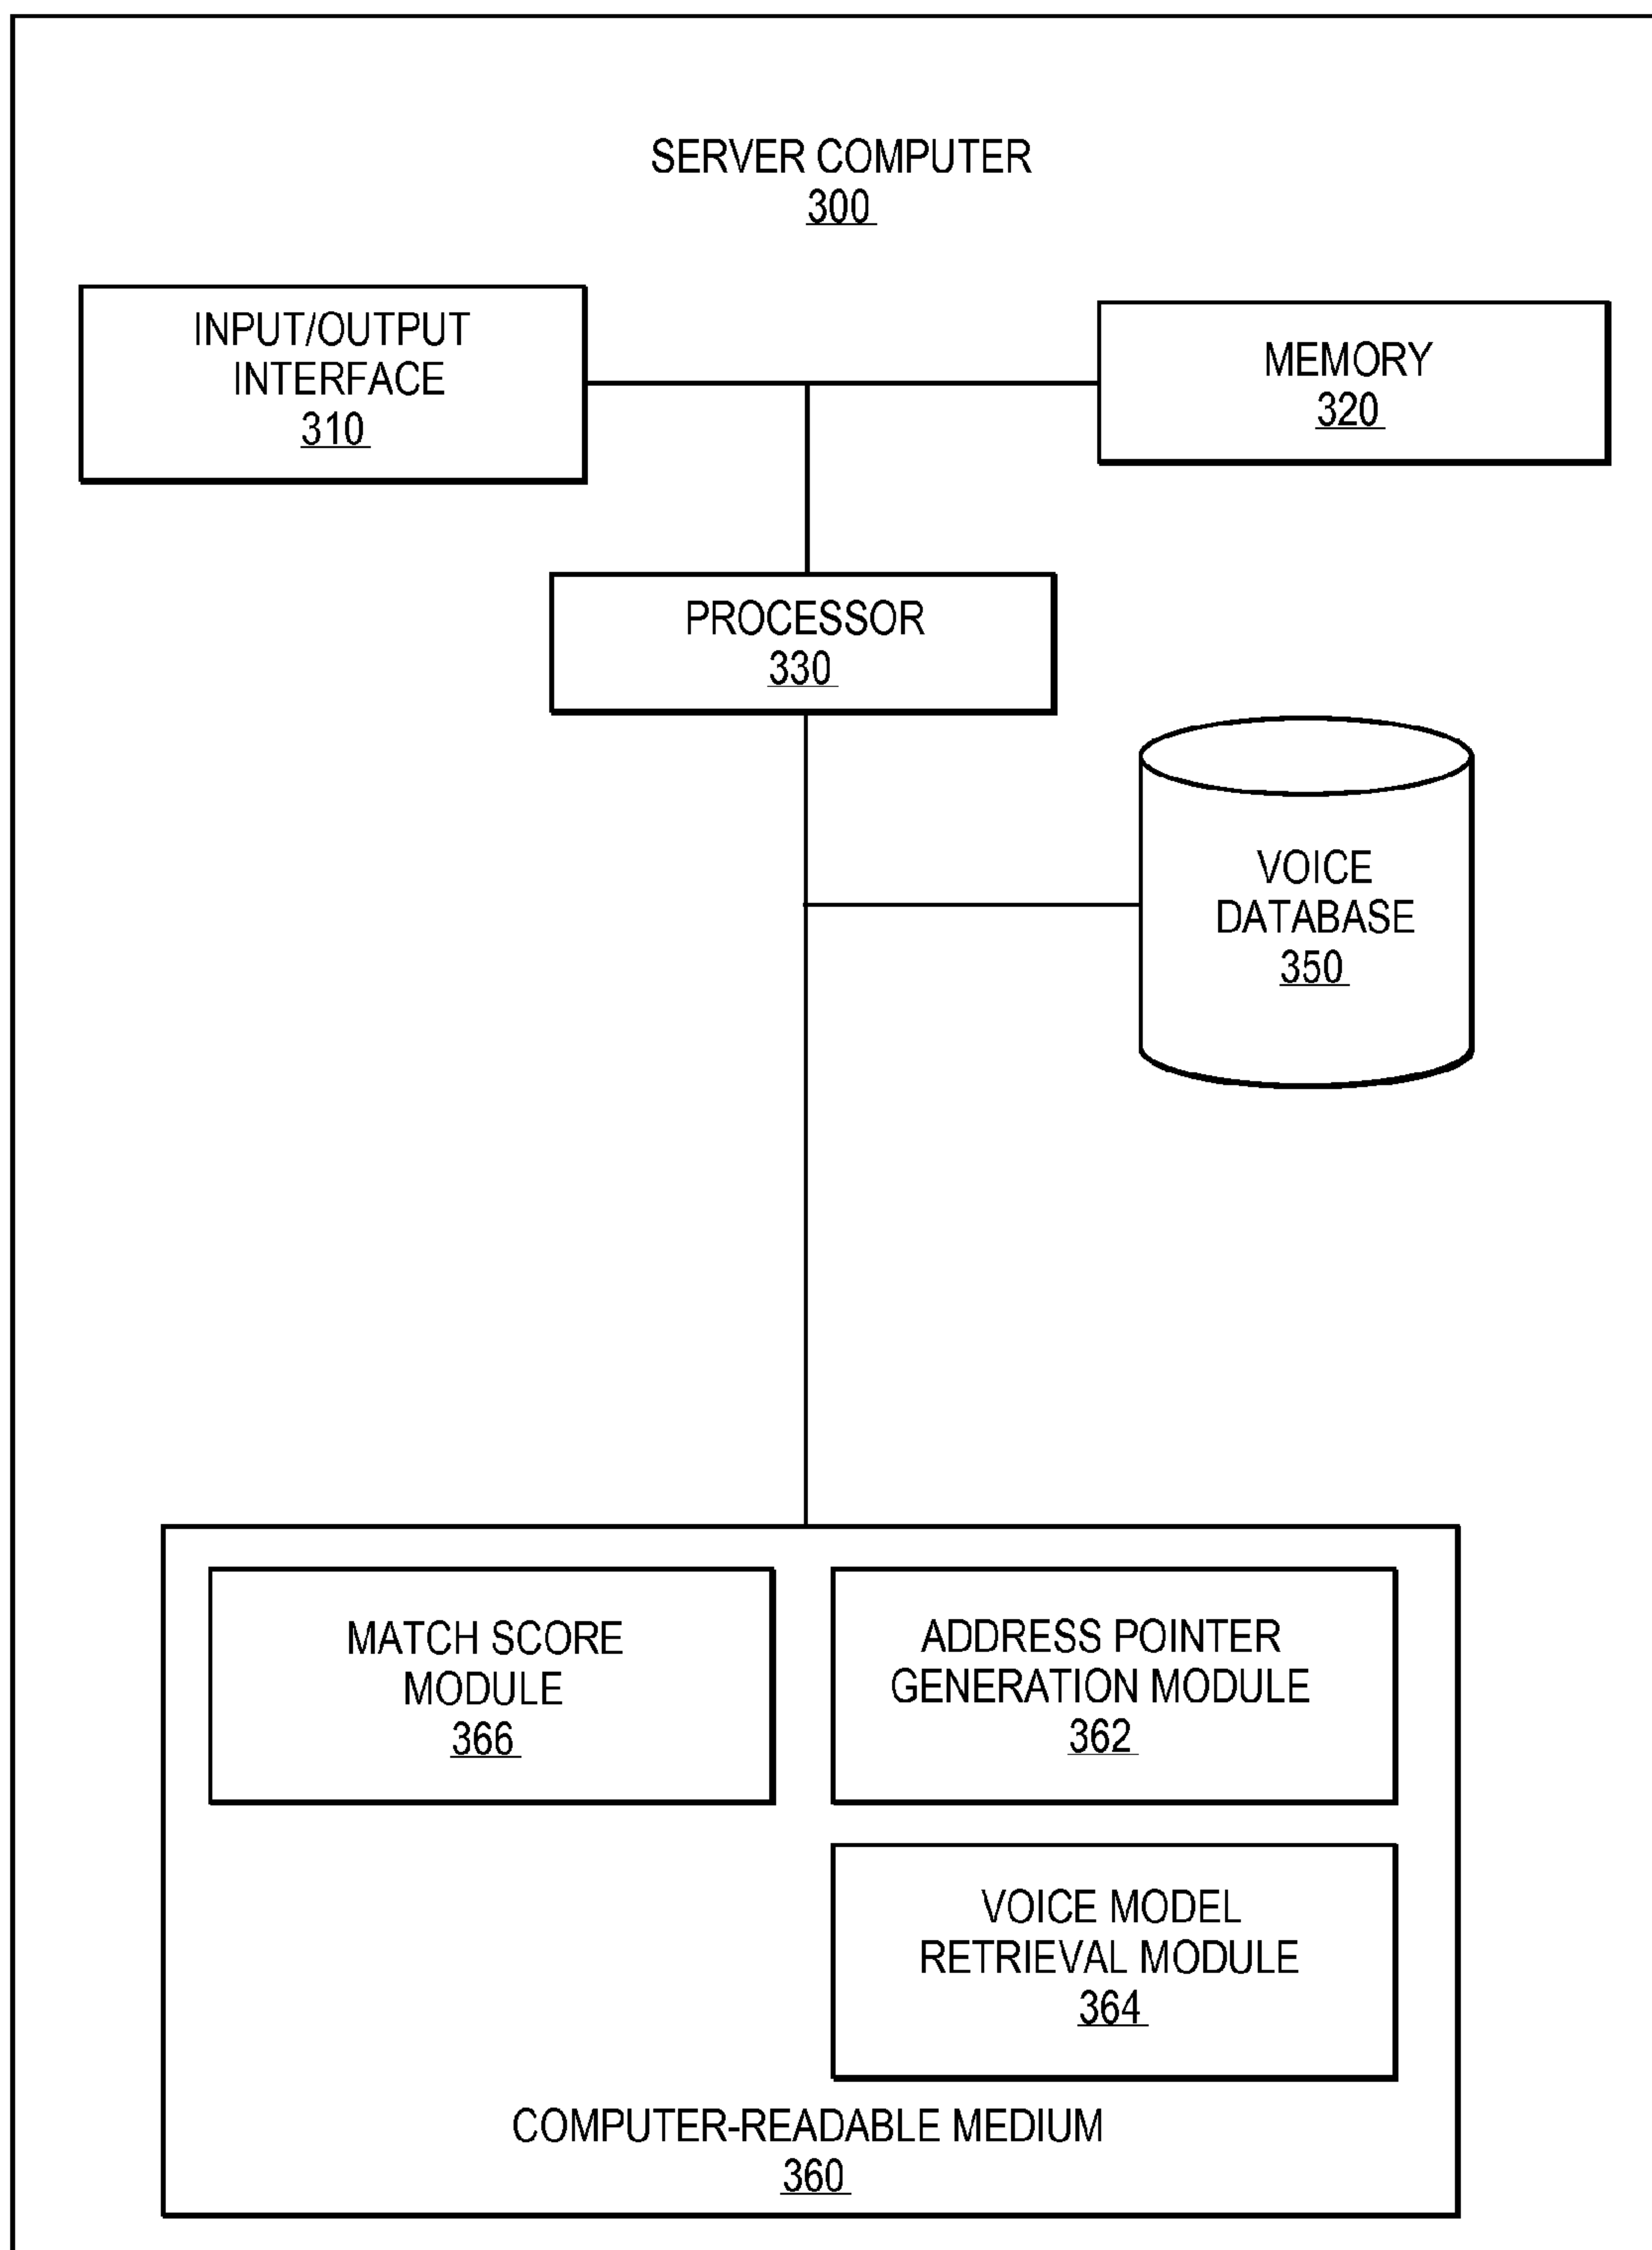 SERVER COMPUTER
300
INPUT/OUTPUT
INTERFACE
310
MEMORY
320
PROCESSOR
330
VOICE
DATABASE
350
MATCH SCORE
MODULE
366
ADDRESS POINTER
GENERATION MODULE
362
VOICE MODEL
RETRIEVAL MODULE
364
COMPUTER-READABLE MEDIUM
360